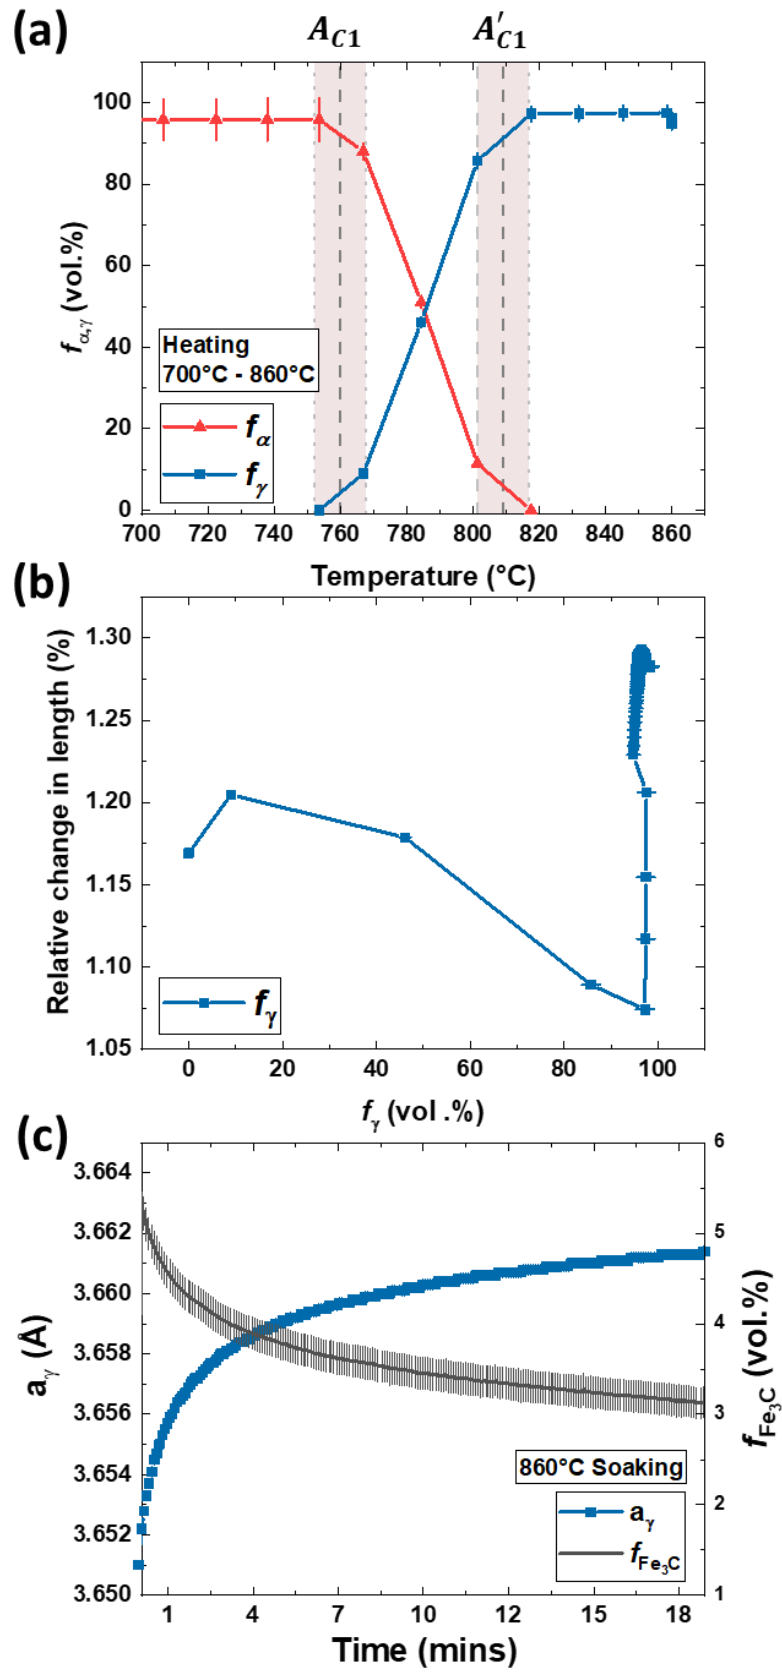 (a)
A_C1 A'_C1
100
80
60
40
20
0
f_α,γ (vol.%)
Heating
700°C - 860°C
f_α
f_γ
700 720 740 760 780 800 820 840 860
Temperature (°C)
(b)
1.30
1.25
1.20
1.15
1.10
1.05
Relative change in length (%)
f_γ
0 20 40 60 80 100
f_γ (vol .%)
(c)
3.664
3.662
3.660
3.658
3.656
3.654
3.652
3.650
a_γ (Å)
6
5
4
3
2
1
f_Fe₃C (vol.%)
860°C Soaking
a_γ
f_Fe₃C
1 4 7 10 12 15 18
Time (mins)